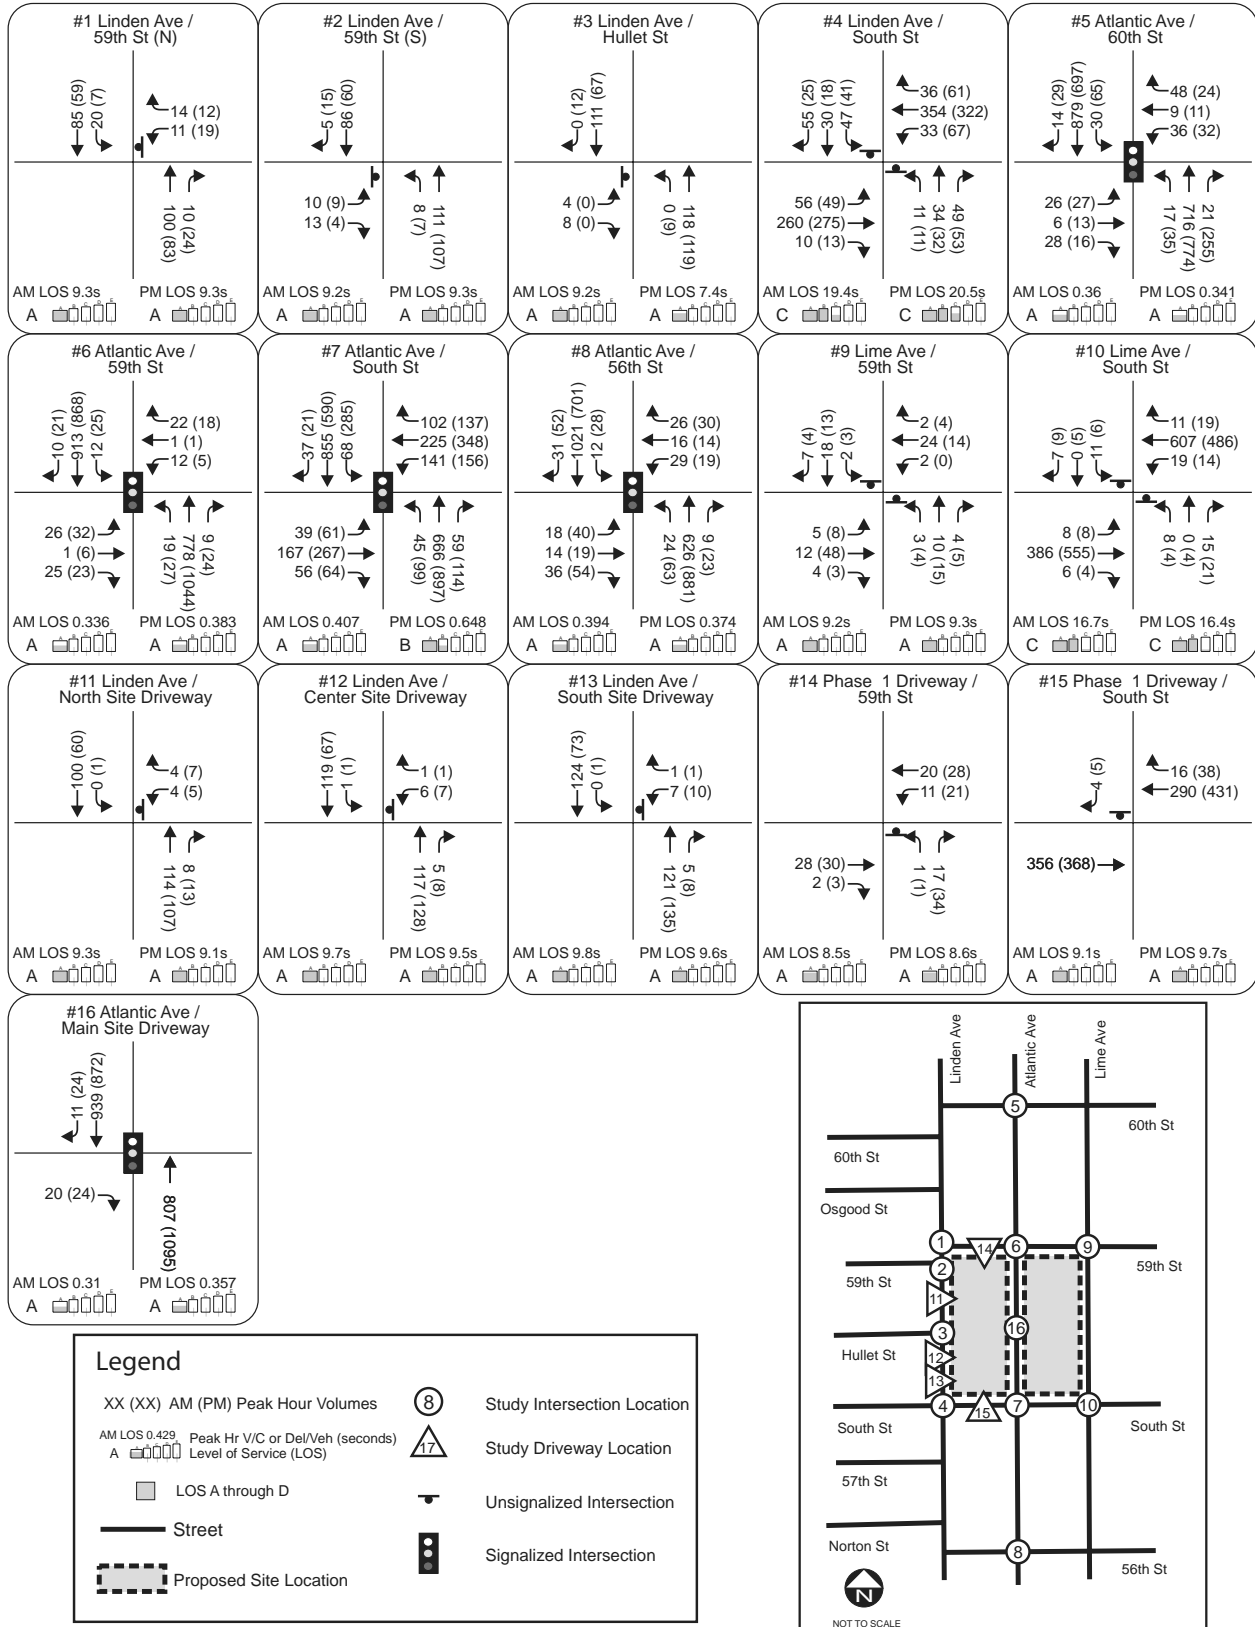 #1 Linden Ave /
59th St (N)
85 (59)
20 (7)
14 (12)
11 (19)
100 (83)
10 (24)
AM LOS 9.3s
PM LOS 9.3s
A
A B C D E
A
A B C D E
#2 Linden Ave /
59th St (S)
5 (15)
86 (60)
10 (9)
13 (4)
8 (7)
111 (107)
AM LOS 9.2s
PM LOS 9.3s
A
A B C D E
A
A B C D E
#3 Linden Ave /
Hullet St
0 (12)
111 (67)
4 (0)
8 (0)
0 (9)
118 (119)
AM LOS 9.2s
PM LOS 7.4s
A
A B C D E
A
A B C D E
#4 Linden Ave /
South St
55 (25)
30 (18)
47 (41)
36 (61)
354 (322)
33 (67)
56 (49)
260 (275)
10 (13)
11 (11)
34 (32)
49 (53)
AM LOS 19.4s
PM LOS 20.5s
C
A B C D E
C
A B C D E
#5 Atlantic Ave /
60th St
14 (29)
879 (697)
30 (65)
48 (24)
9 (11)
36 (32)
26 (27)
6 (13)
28 (16)
17 (35)
716 (774)
21 (255)
AM LOS 0.36
PM LOS 0.341
A
A B C D E
A
A B C D E
#6 Atlantic Ave /
59th St
10 (21)
913 (868)
12 (25)
22 (18)
1 (1)
12 (5)
26 (32)
1 (6)
25 (23)
19 (27)
778 (1044)
9 (24)
AM LOS 0.336
PM LOS 0.383
A
A B C D E
A
A B C D E
#7 Atlantic Ave /
South St
37 (21)
855 (590)
68 (285)
102 (137)
225 (348)
141 (156)
39 (61)
167 (267)
56 (64)
45 (99)
666 (897)
59 (114)
AM LOS 0.407
PM LOS 0.648
A
A B C D E
B
A B C D E
#8 Atlantic Ave /
56th St
31 (52)
1021 (701)
12 (28)
26 (30)
16 (14)
29 (19)
18 (40)
14 (19)
36 (54)
24 (63)
626 (881)
9 (23)
AM LOS 0.394
PM LOS 0.374
A
A B C D E
A
A B C D E
#9 Lime Ave /
59th St
7 (4)
18 (13)
2 (3)
2 (4)
24 (14)
2 (0)
5 (8)
12 (48)
4 (3)
3 (4)
10 (15)
4 (5)
AM LOS 9.2s
PM LOS 9.3s
A
A B C D E
A
A B C D E
#10 Lime Ave /
South St
7 (9)
0 (5)
11 (6)
11 (19)
607 (486)
19 (14)
8 (8)
386 (555)
6 (4)
8 (4)
0 (4)
15 (21)
AM LOS 16.7s
PM LOS 16.4s
C
A B C D E
C
A B C D E
#11 Linden Ave /
North Site Driveway
100 (60)
0 (1)
4 (7)
4 (5)
114 (107)
8 (13)
AM LOS 9.3s
PM LOS 9.1s
A
A B C D E
A
A B C D E
#12 Linden Ave /
Center Site Driveway
119 (67)
1 (1)
1 (1)
6 (7)
117 (128)
5 (8)
AM LOS 9.7s
PM LOS 9.5s
A
A B C D E
A
A B C D E
#13 Linden Ave /
South Site Driveway
124 (73)
0 (1)
1 (1)
7 (10)
121 (135)
5 (8)
AM LOS 9.8s
PM LOS 9.6s
A
A B C D E
A
A B C D E
#14 Phase 1 Driveway /
59th St
20 (28)
11 (21)
28 (30)
2 (3)
1 (1)
17 (34)
AM LOS 8.5s
PM LOS 8.6s
A
A B C D E
A
A B C D E
#15 Phase 1 Driveway /
South St
4 (5)
16 (38)
290 (431)
356 (368)
AM LOS 9.1s
PM LOS 9.7s
A
A B C D E
A
A B C D E
#16 Atlantic Ave /
Main Site Driveway
11 (24)
939 (872)
20 (24)
807 (1095)
AM LOS 0.31
PM LOS 0.357
A
A B C D E
A
A B C D E
Legend
XX (XX) AM (PM) Peak Hour Volumes
AM LOS 0.429
A
A B C D E
Peak Hr V/C or Del/Veh (seconds)
Level of Service (LOS)
LOS A through D
Street
Proposed Site Location
8
Study Intersection Location
17
Study Driveway Location
Unsignalized Intersection
Signalized Intersection
Linden Ave
Atlantic Ave
Lime Ave
5
60th St
60th St
Osgood St
1
14
6
9
59th St
2
59th St
11
3
16
Hullet St
12
13
4
15
7
10
South St
South St
57th St
Norton St
8
56th St
N
NOT TO SCALE